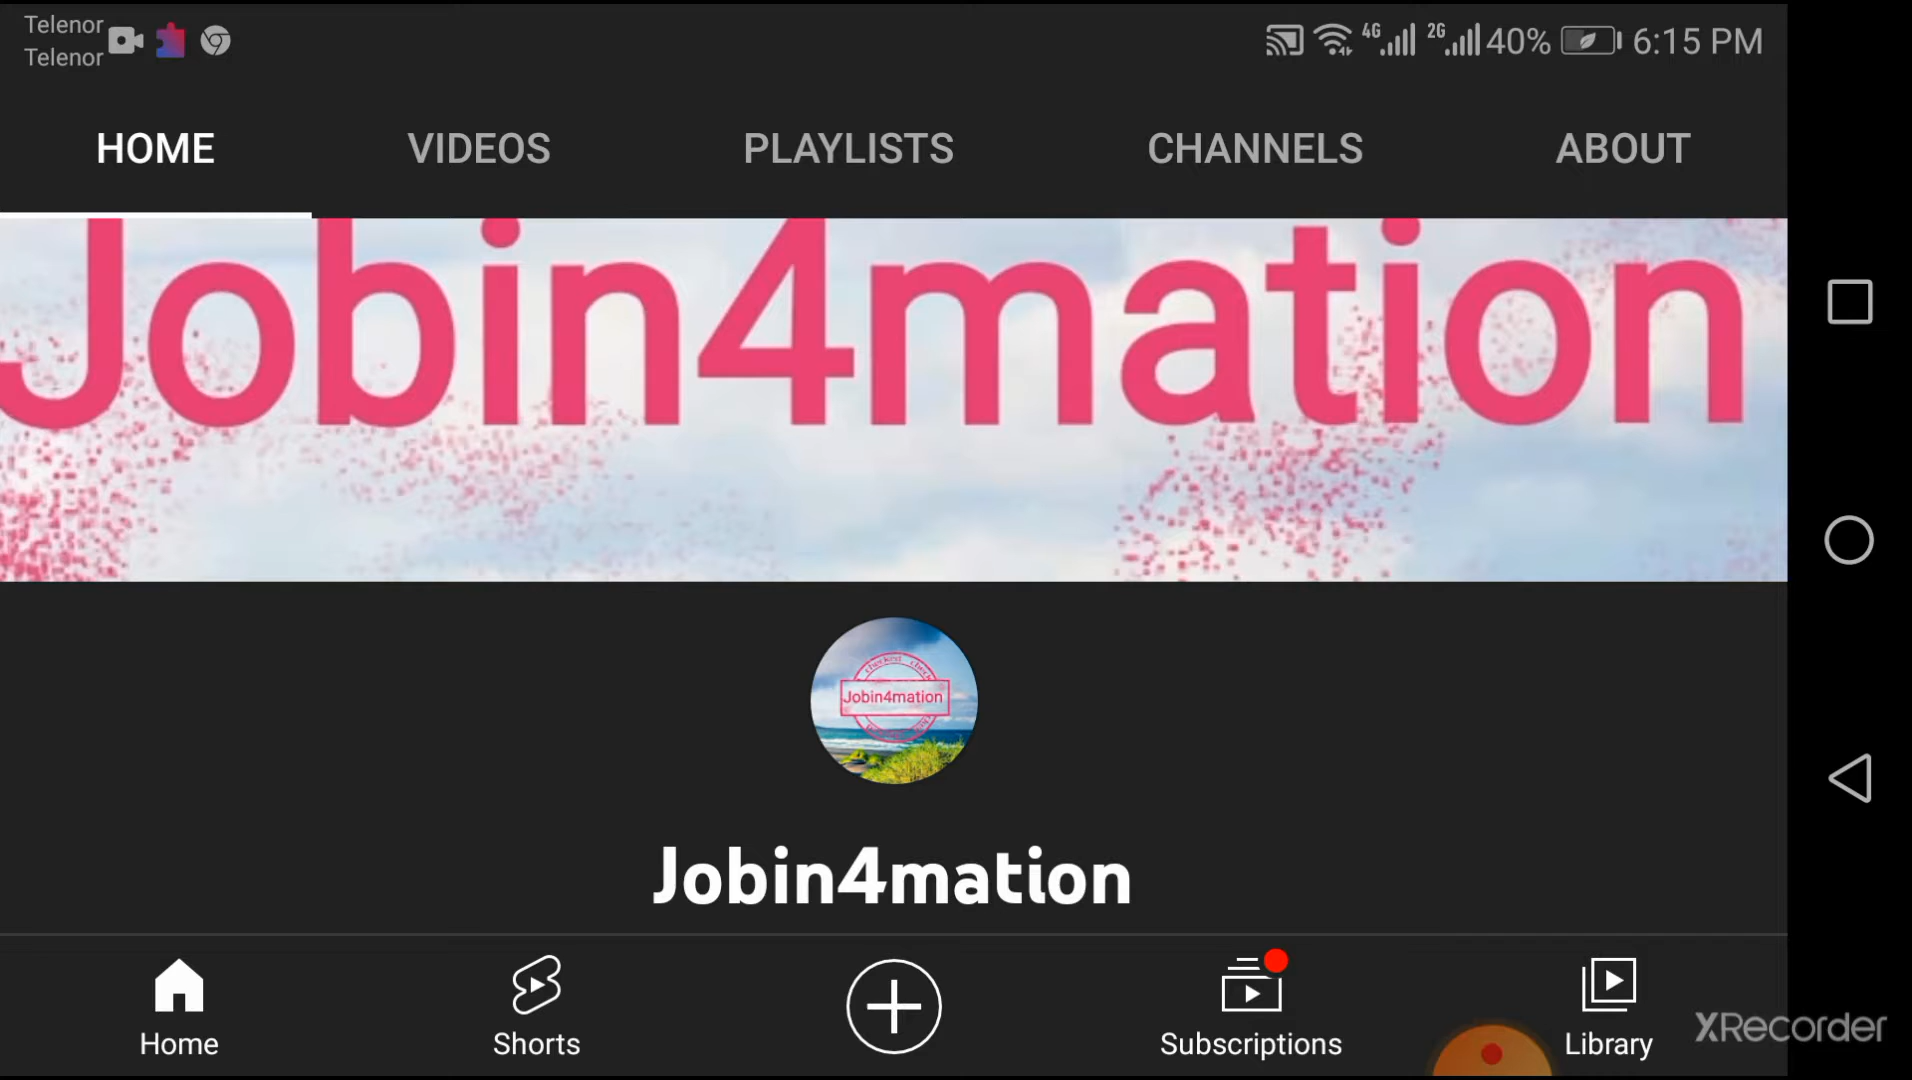 Telenor
Telenor
4G 2G 40% 6:15 PM
HOME VIDEOS PLAYLISTS CHANNELS ABOUT
Jobin4mation
Jobin4mation
Jobin4mation
Home Shorts Subscriptions Library
XRecorder